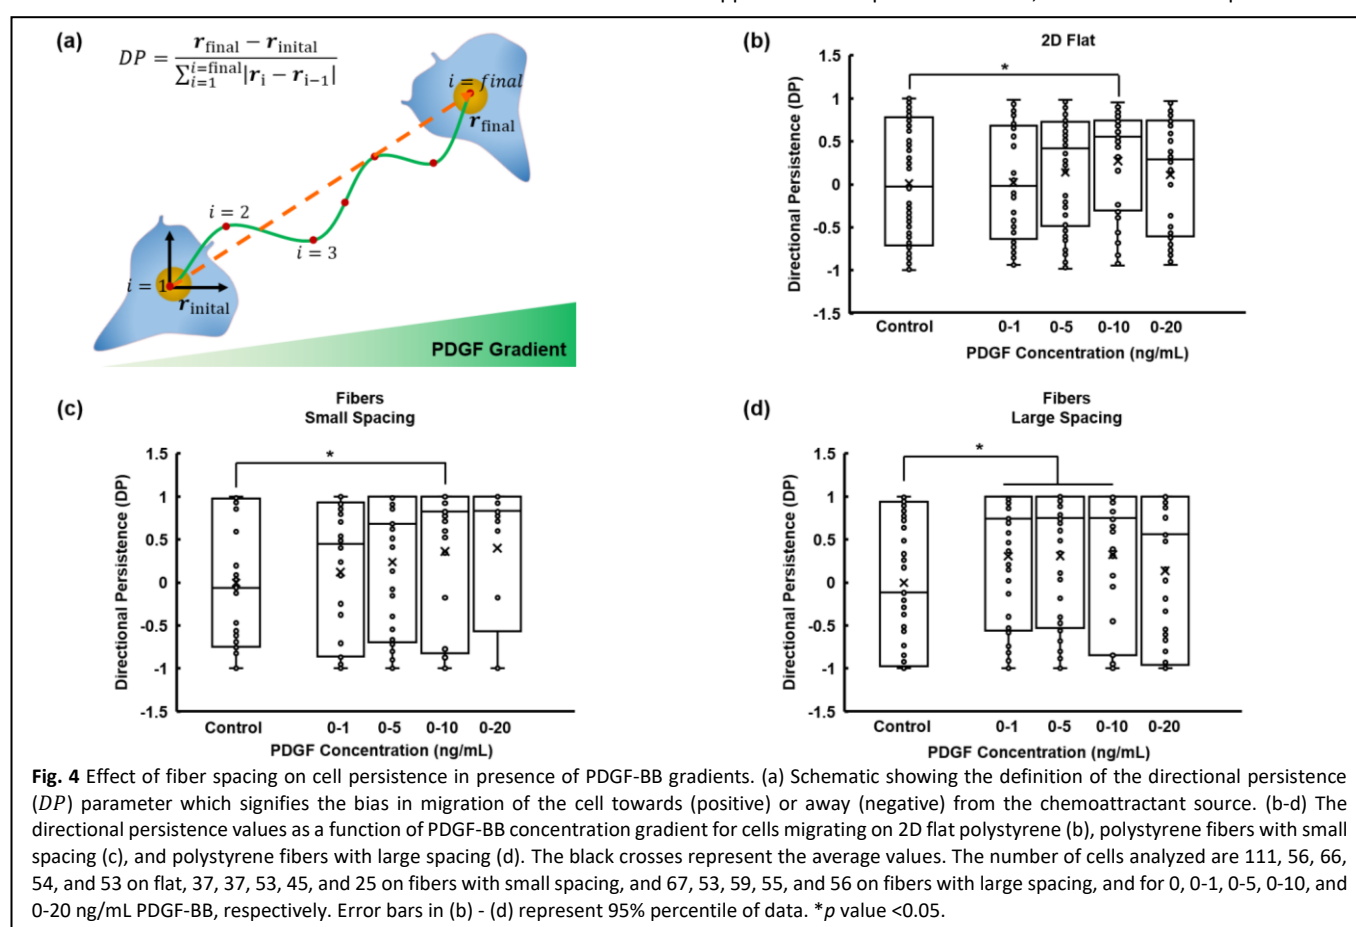 (a)
DP = r_final − r_inital / ∑_{i=1}^{i=final}|r_i − r_{i−1}|
i = final
r_final
i = 2
i = 3
i = 1
r_inital
PDGF Gradient
(b)
2D Flat
*
Directional Persistence (DP)
1.5
1
0.5
0
-0.5
-1
-1.5
Control 0-1 0-5 0-10 0-20
PDGF Concentration (ng/mL)
(c)
Fibers
Small Spacing
*
Directional Persistence (DP)
1.5
1
0.5
0
-0.5
-1
-1.5
Control 0-1 0-5 0-10 0-20
PDGF Concentration (ng/mL)
(d)
Fibers
Large Spacing
*
Directional Persistence (DP)
1.5
1
0.5
0
-0.5
-1
-1.5
Control 0-1 0-5 0-10 0-20
PDGF Concentration (ng/mL)
Fig. 4 Effect of fiber spacing on cell persistence in presence of PDGF-BB gradients. (a) Schematic showing the definition of the directional persistence
(DP) parameter which signifies the bias in migration of the cell towards (positive) or away (negative) from the chemoattractant source. (b-d) The
directional persistence values as a function of PDGF-BB concentration gradient for cells migrating on 2D flat polystyrene (b), polystyrene fibers with small
spacing (c), and polystyrene fibers with large spacing (d). The black crosses represent the average values. The number of cells analyzed are 111, 56, 66,
54, and 53 on flat, 37, 37, 53, 45, and 25 on fibers with small spacing, and 67, 53, 59, 55, and 56 on fibers with large spacing, and for 0, 0-1, 0-5, 0-10, and
0-20 ng/mL PDGF-BB, respectively. Error bars in (b) - (d) represent 95% percentile of data. *p value <0.05.